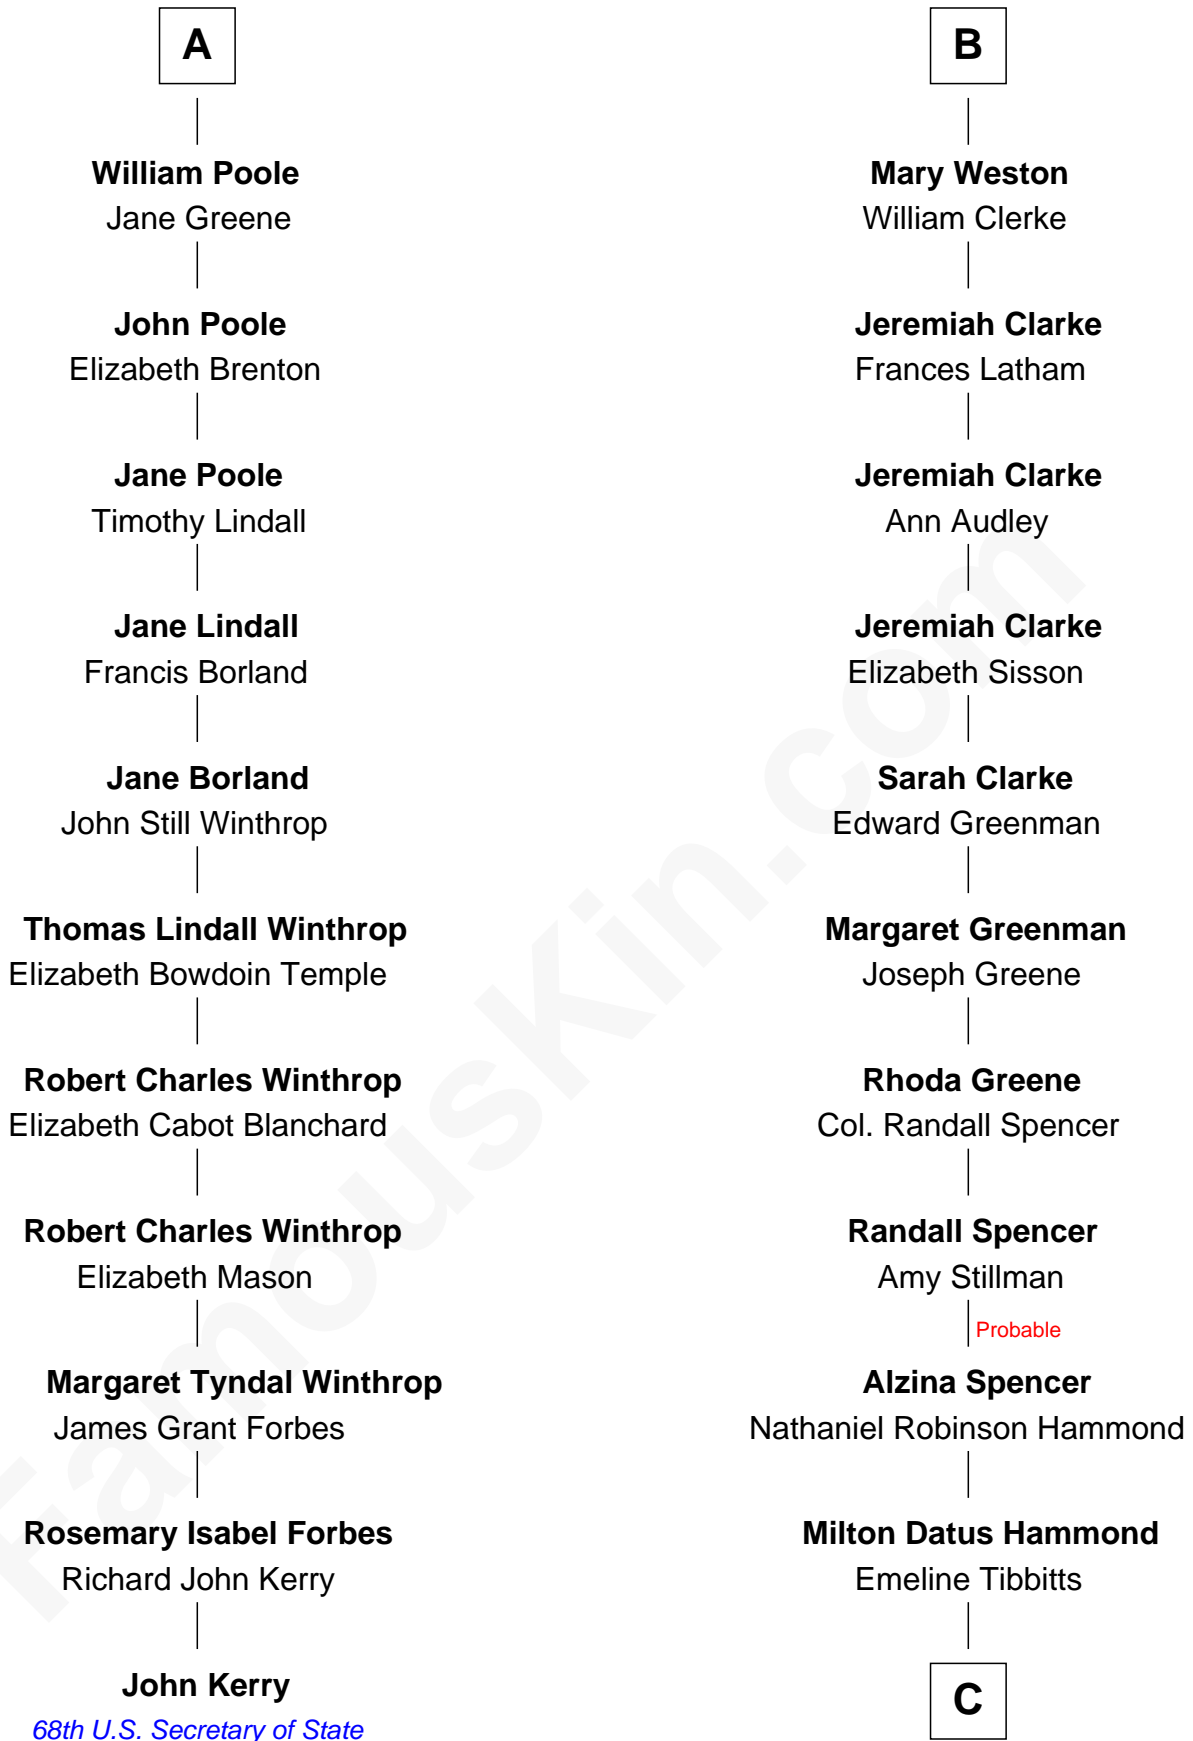 A
William Poole
Jane Greene
John Poole
Elizabeth Brenton
Jane Poole
Timothy Lindall
Jane Lindall
Francis Borland
Jane Borland
John Still Winthrop
Thomas Lindall Winthrop
Elizabeth Bowdoin Temple
Robert Charles Winthrop
Elizabeth Cabot Blanchard
Robert Charles Winthrop
Elizabeth Mason
Margaret Tyndal Winthrop
James Grant Forbes
Rosemary Isabel Forbes
Richard John Kerry
John Kerry
68th U.S. Secretary of State
B
Mary Weston
William Clerke
Jeremiah Clarke
Frances Latham
Jeremiah Clarke
Ann Audley
Jeremiah Clarke
Elizabeth Sisson
Sarah Clarke
Edward Greenman
Margaret Greenman
Joseph Greene
Rhoda Greene
Col. Randall Spencer
Randall Spencer
Amy Stillman
Probable
Alzina Spencer
Nathaniel Robinson Hammond
Milton Datus Hammond
Emeline Tibbitts
C
FamousKin.com